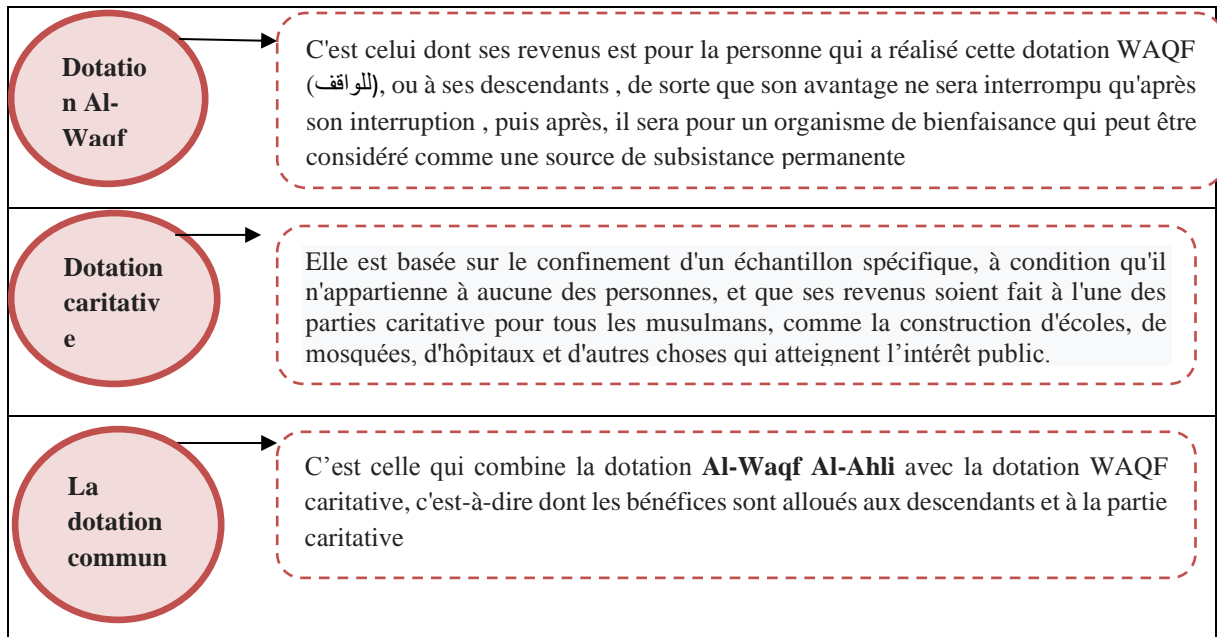 Dotatio
n Al-
Waqf
C'est celui dont ses revenus est pour la personne qui a réalisé cette dotation WAQF
(للواقف), ou à ses descendants , de sorte que son avantage ne sera interrompu qu'après
son interruption , puis après, il sera pour un organisme de bienfaisance qui peut être
considéré comme une source de subsistance permanente
Dotation
caritativ
e
Elle est basée sur le confinement d'un échantillon spécifique, à condition qu'il
n'appartienne à aucune des personnes, et que ses revenus soient fait à l'une des
parties caritative pour tous les musulmans, comme la construction d'écoles, de
mosquées, d'hôpitaux et d'autres choses qui atteignent l’intérêt public.
La
dotation
commun
C’est celle qui combine la dotation Al-Waqf Al-Ahli avec la dotation WAQF
caritative, c'est-à-dire dont les bénéfices sont alloués aux descendants et à la partie
caritative